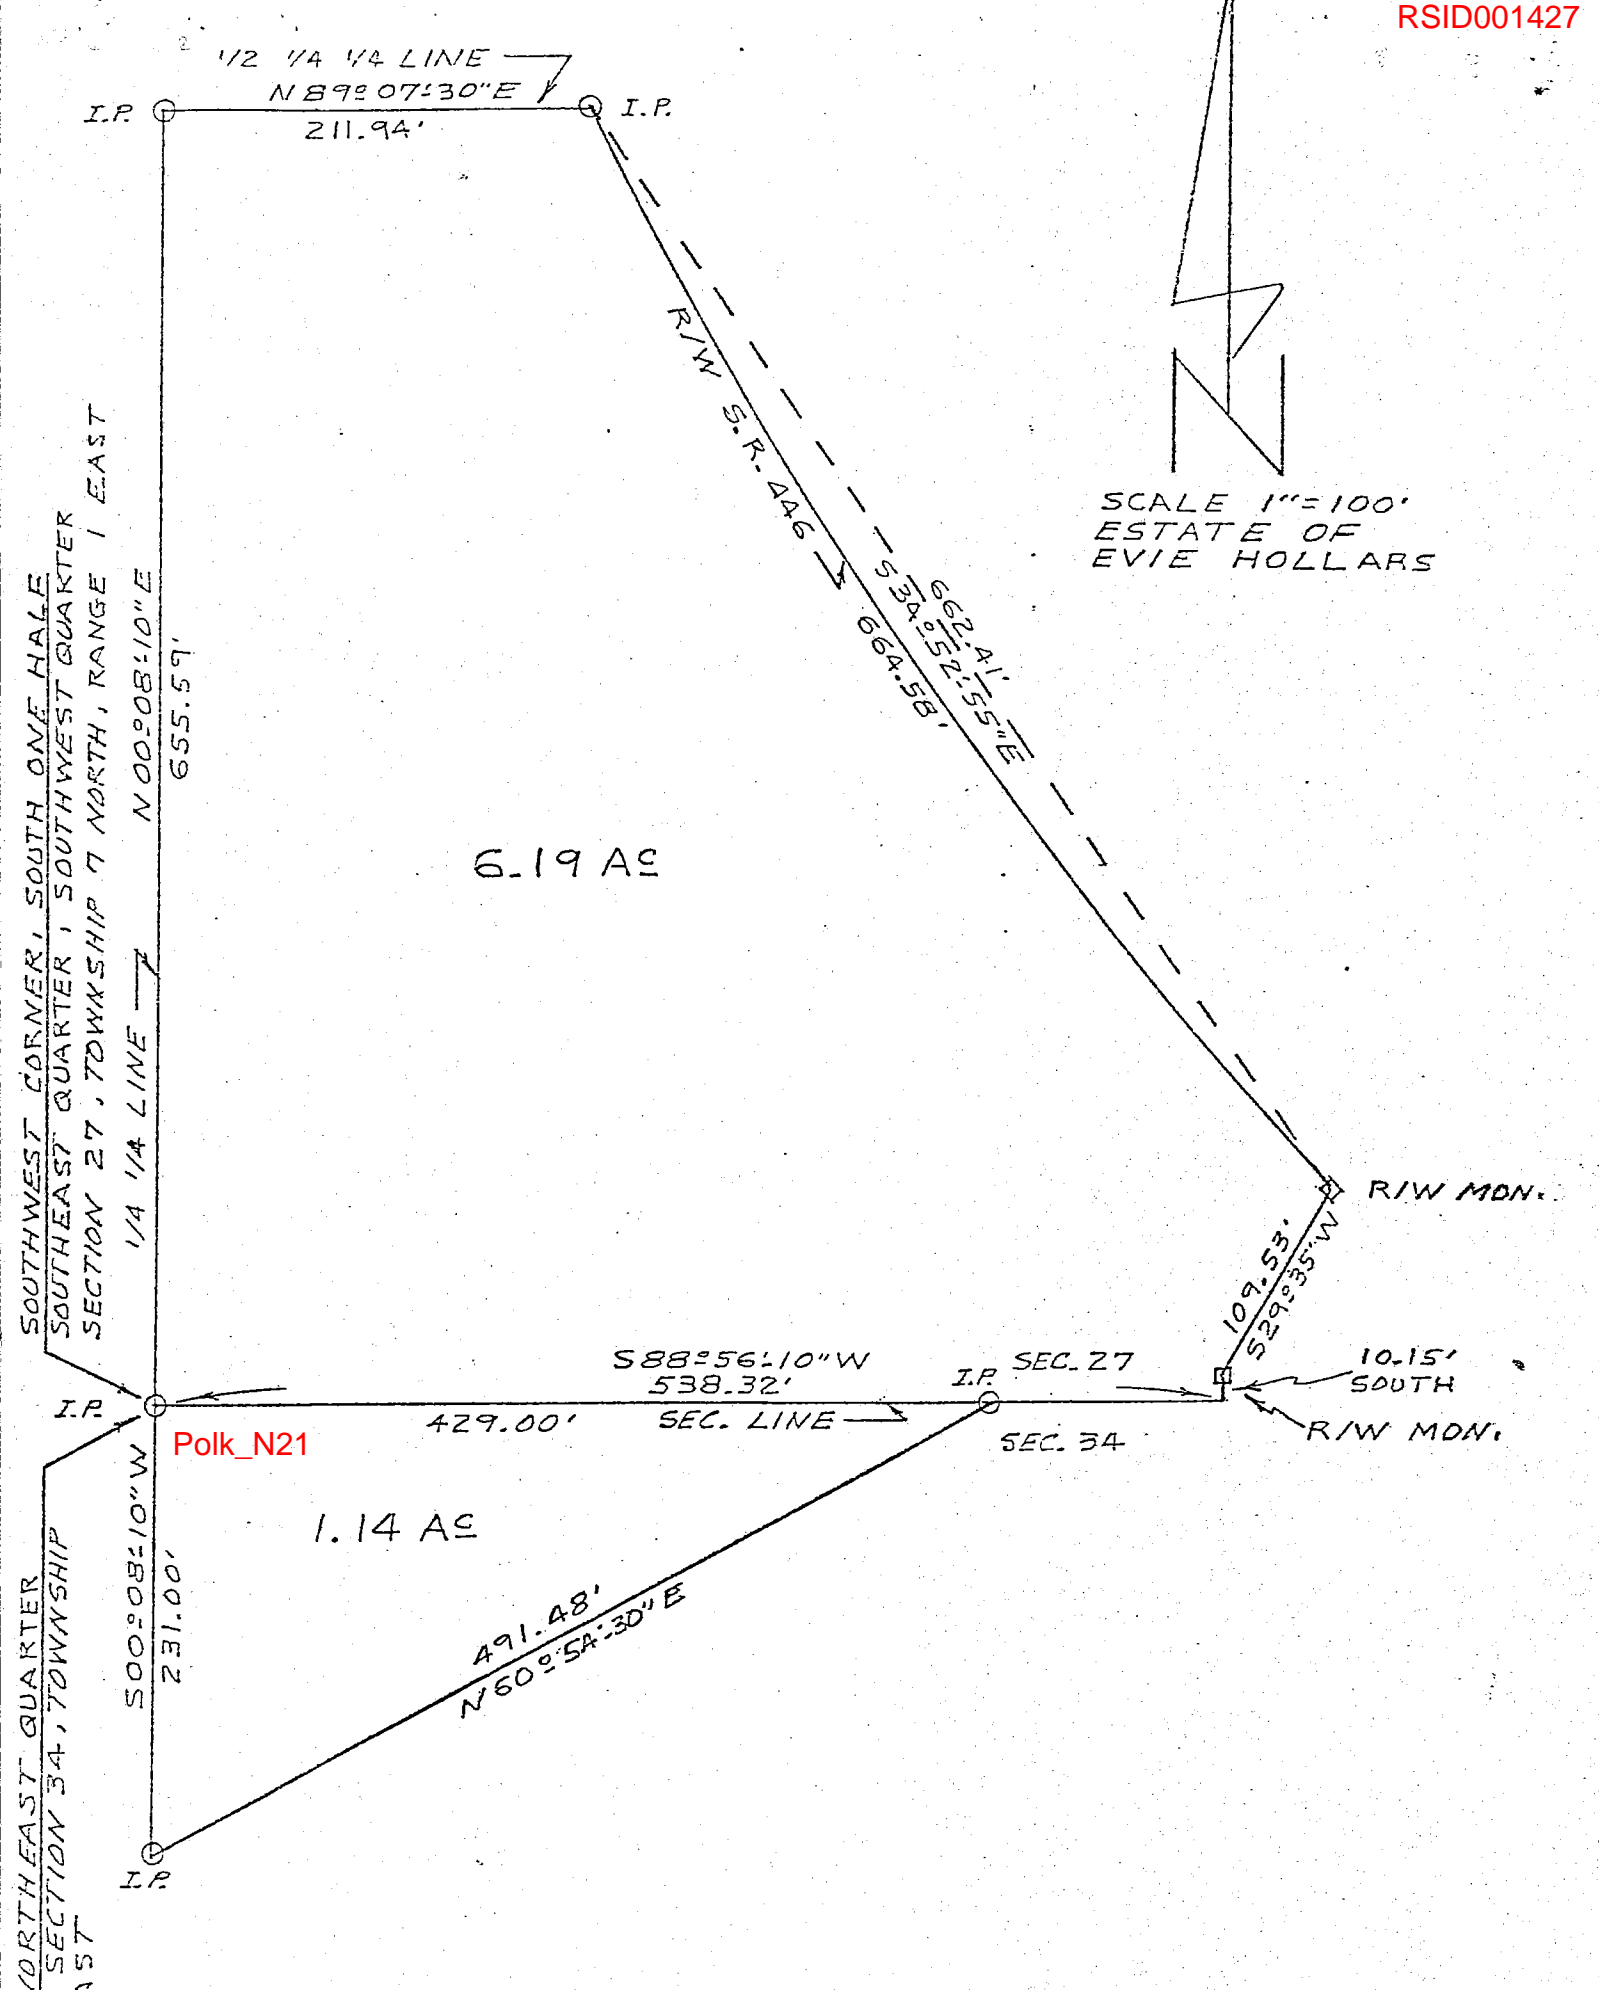 RSID001427
1/2 1/4 1/4 LINE
N 89° 07' 30" E
I.P.
I.P.
211.94'
R/W S.R. 446
664.58'
662.41'
S 34° 52' 55" E
SCALE 1"=100'
ESTATE OF
EVIE HOLLARS
SOUTHWEST CORNER, SOUTH ONE HALF
SOUTHEAST QUARTER, SOUTHWEST QUARTER
SECTION 27, TOWNSHIP 7 NORTH, RANGE 1 EAST
1/4 1/4 LINE
N 00° 08' 10" E
655.59'
6.19 Ac
R/W MON.
109.53'
S 29° 35" W
S 88° 56' 10" W
538.32'
I.P.
SEC. 27
10.15'
SOUTH
I.P.
429.00'
SEC. LINE
SEC. 34
R/W MON.
Polk_N21
S 00° 08' 10" W
231.00'
1.14 Ac
491.48'
N 60° 54' 30" E
I.P.
NORTHEAST QUARTER
SECTION 34, TOWNSHIP
AST